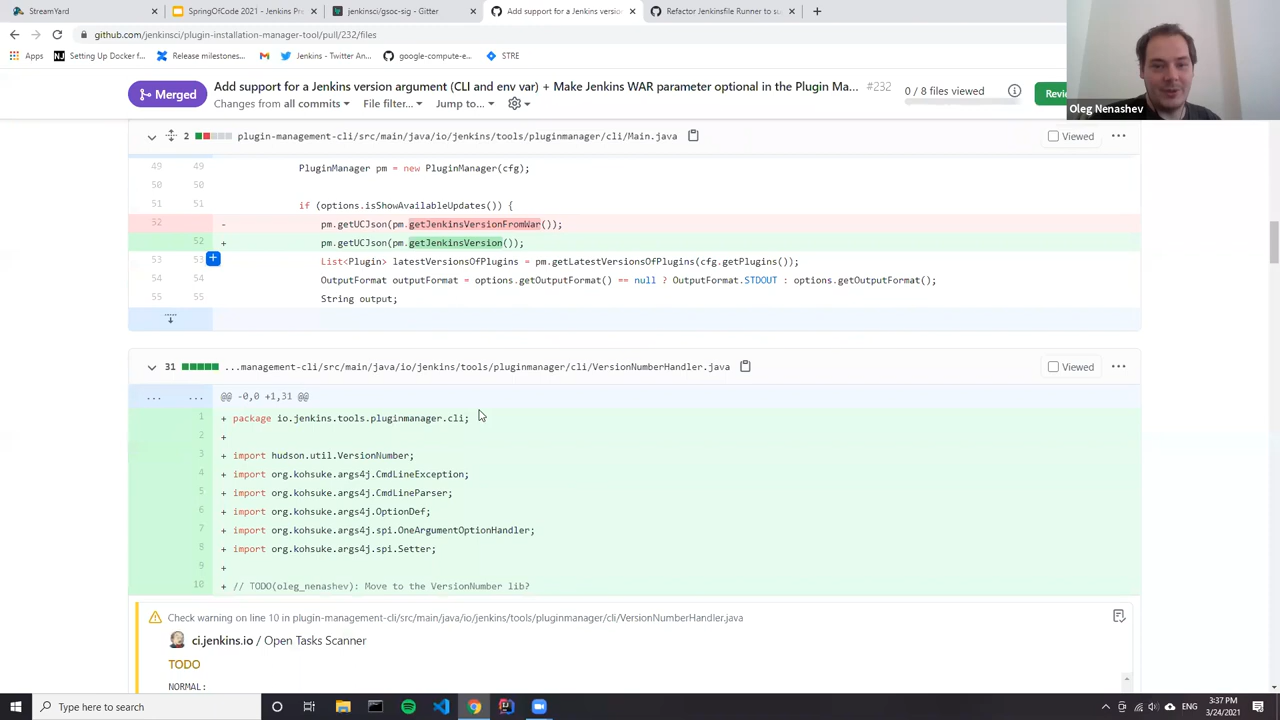 StreamYard
SpringOfCode 2021 - Jenkins Pre
jenkinsci/gsoc-sig - Gitter
Add support for a Jenkins version
Refactor Jenkinsfile Runner to su
github.com/jenkinsci/plugin-installation-manager-tool/pull/232/files
Apps
Setting Up Docker f...
Release milestones...
Jenkins - Twitter An...
google-compute-e...
STRE
Oleg Nenashev
Merged
Add support for a Jenkins version argument (CLI and env var) + Make Jenkins WAR parameter optional in the Plugin Ma... #232
Changes from all commits
File filter...
Jump to...
0 / 8 files viewed
Revie
2 plugin-management-cli/src/main/java/io/jenkins/tools/pluginmanager/cli/Main.java
Viewed
49 49 PluginManager pm = new PluginManager(cfg);
50 50
51 51 if (options.isShowAvailableUpdates()) {
52 - pm.getUCJson(pm.getJenkinsVersionFromWar());
52 + pm.getUCJson(pm.getJenkinsVersion());
53 53 List<Plugin> latestVersionsOfPlugins = pm.getLatestVersionsOfPlugins(cfg.getPlugins());
54 54 OutputFormat outputFormat = options.getOutputFormat() == null ? OutputFormat.STDOUT : options.getOutputFormat();
55 55 String output;
31 ...management-cli/src/main/java/io/jenkins/tools/pluginmanager/cli/VersionNumberHandler.java
Viewed
... ... @@ -0,0 +1,31 @@
1 + package io.jenkins.tools.pluginmanager.cli;
2 +
3 + import hudson.util.VersionNumber;
4 + import org.kohsuke.args4j.CmdLineException;
5 + import org.kohsuke.args4j.CmdLineParser;
6 + import org.kohsuke.args4j.OptionDef;
7 + import org.kohsuke.args4j.spi.OneArgumentOptionHandler;
8 + import org.kohsuke.args4j.spi.Setter;
9 +
10 + // TODO(oleg_nenashev): Move to the VersionNumber lib?
Check warning on line 10 in plugin-management-cli/src/main/java/io/jenkins/tools/pluginmanager/cli/VersionNumberHandler.java
ci.jenkins.io / Open Tasks Scanner
TODO
NORMAL:
Type here to search
ENG
3:37 PM
3/24/2021